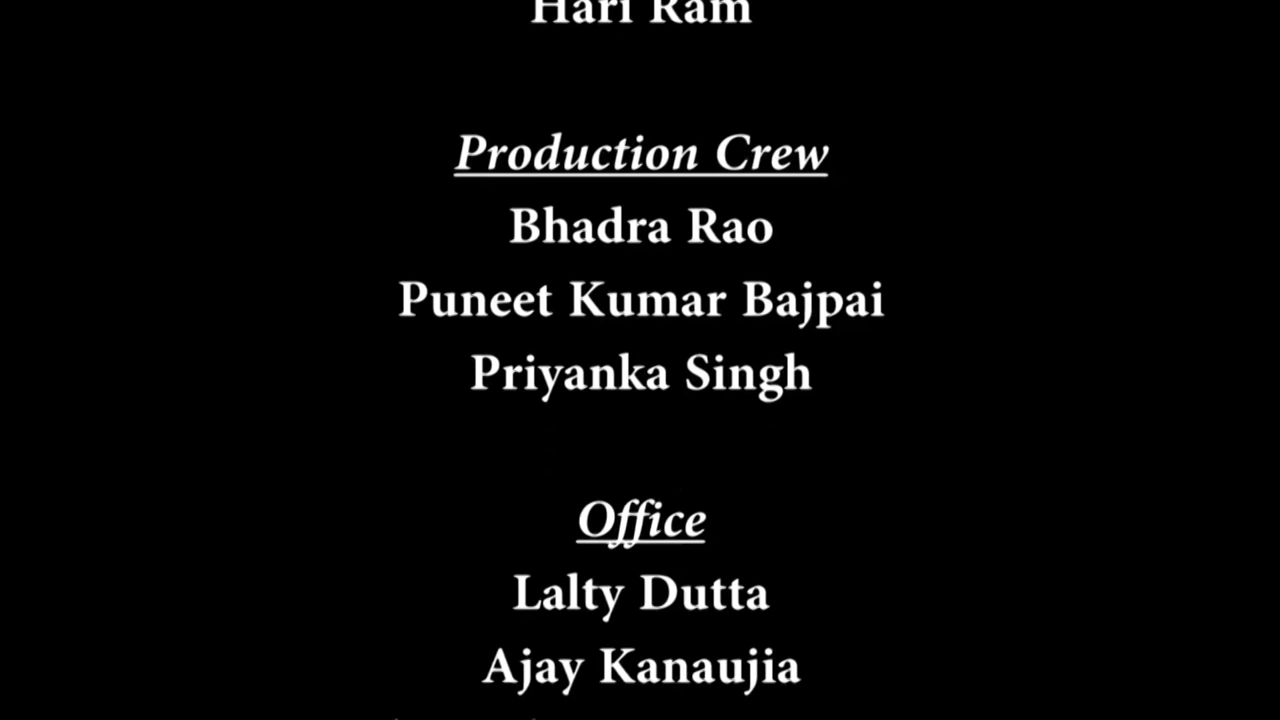 Hari Ram
Production Crew
Bhadra Rao
Puneet Kumar Bajpai
Priyanka Singh
Office
Lalty Dutta
Ajay Kanaujia